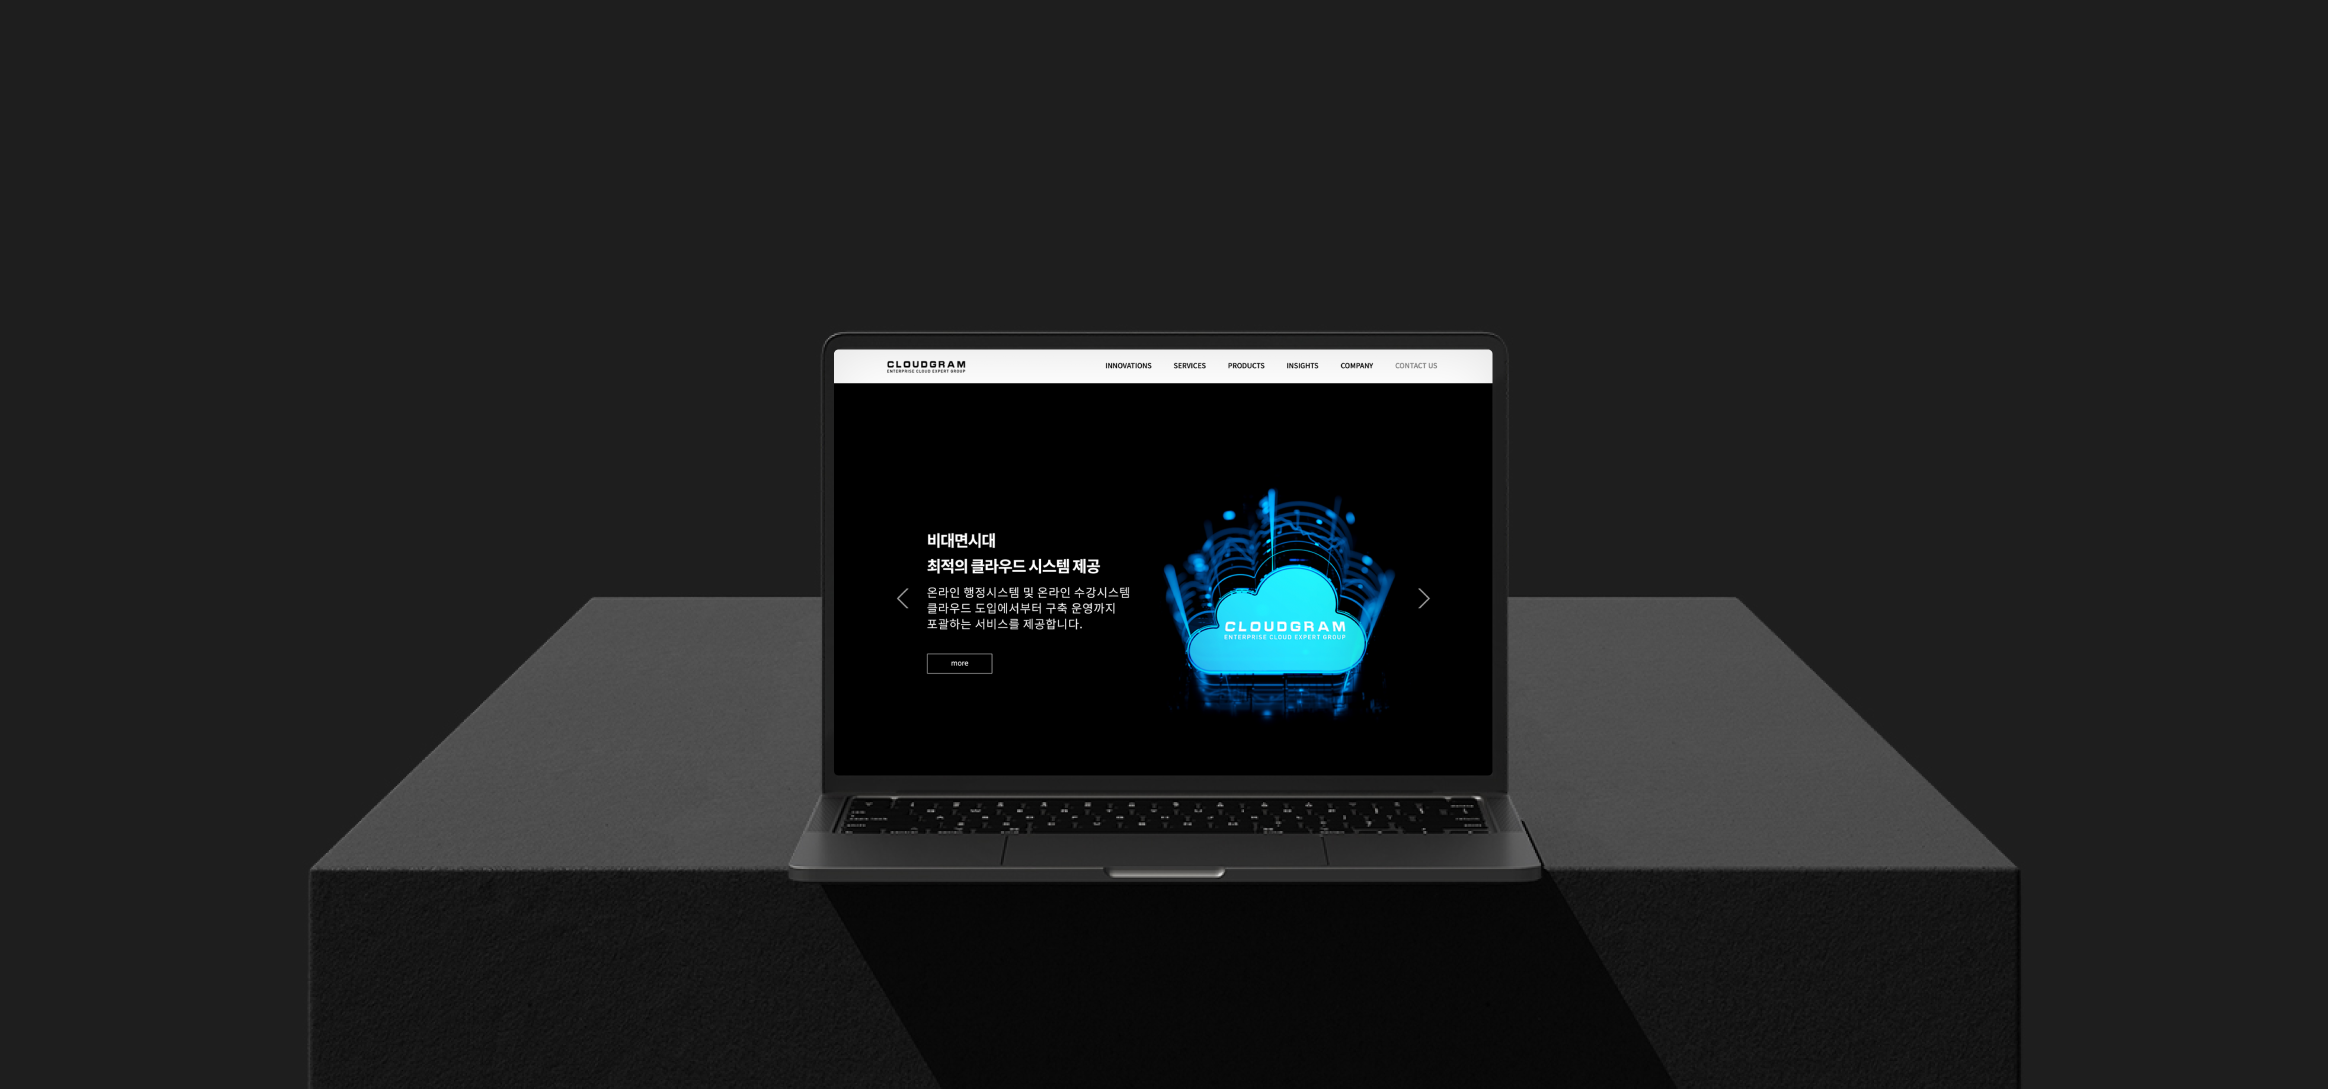 CLOUDGRAM
ENTERPRISE CLOUD EXPERT GROUP
INNOVATIONS SERVICES PRODUCTS INSIGHTS COMPANY CONTACT US
비대면시대
최적의 클라우드 시스템 제공
온라인 행정시스템 및 온라인 수강시스템
클라우드 도입에서부터 구축 운영까지
포괄하는 서비스를 제공합니다.
more
CLOUDGRAM
ENTERPRISE CLOUD EXPERT GROUP